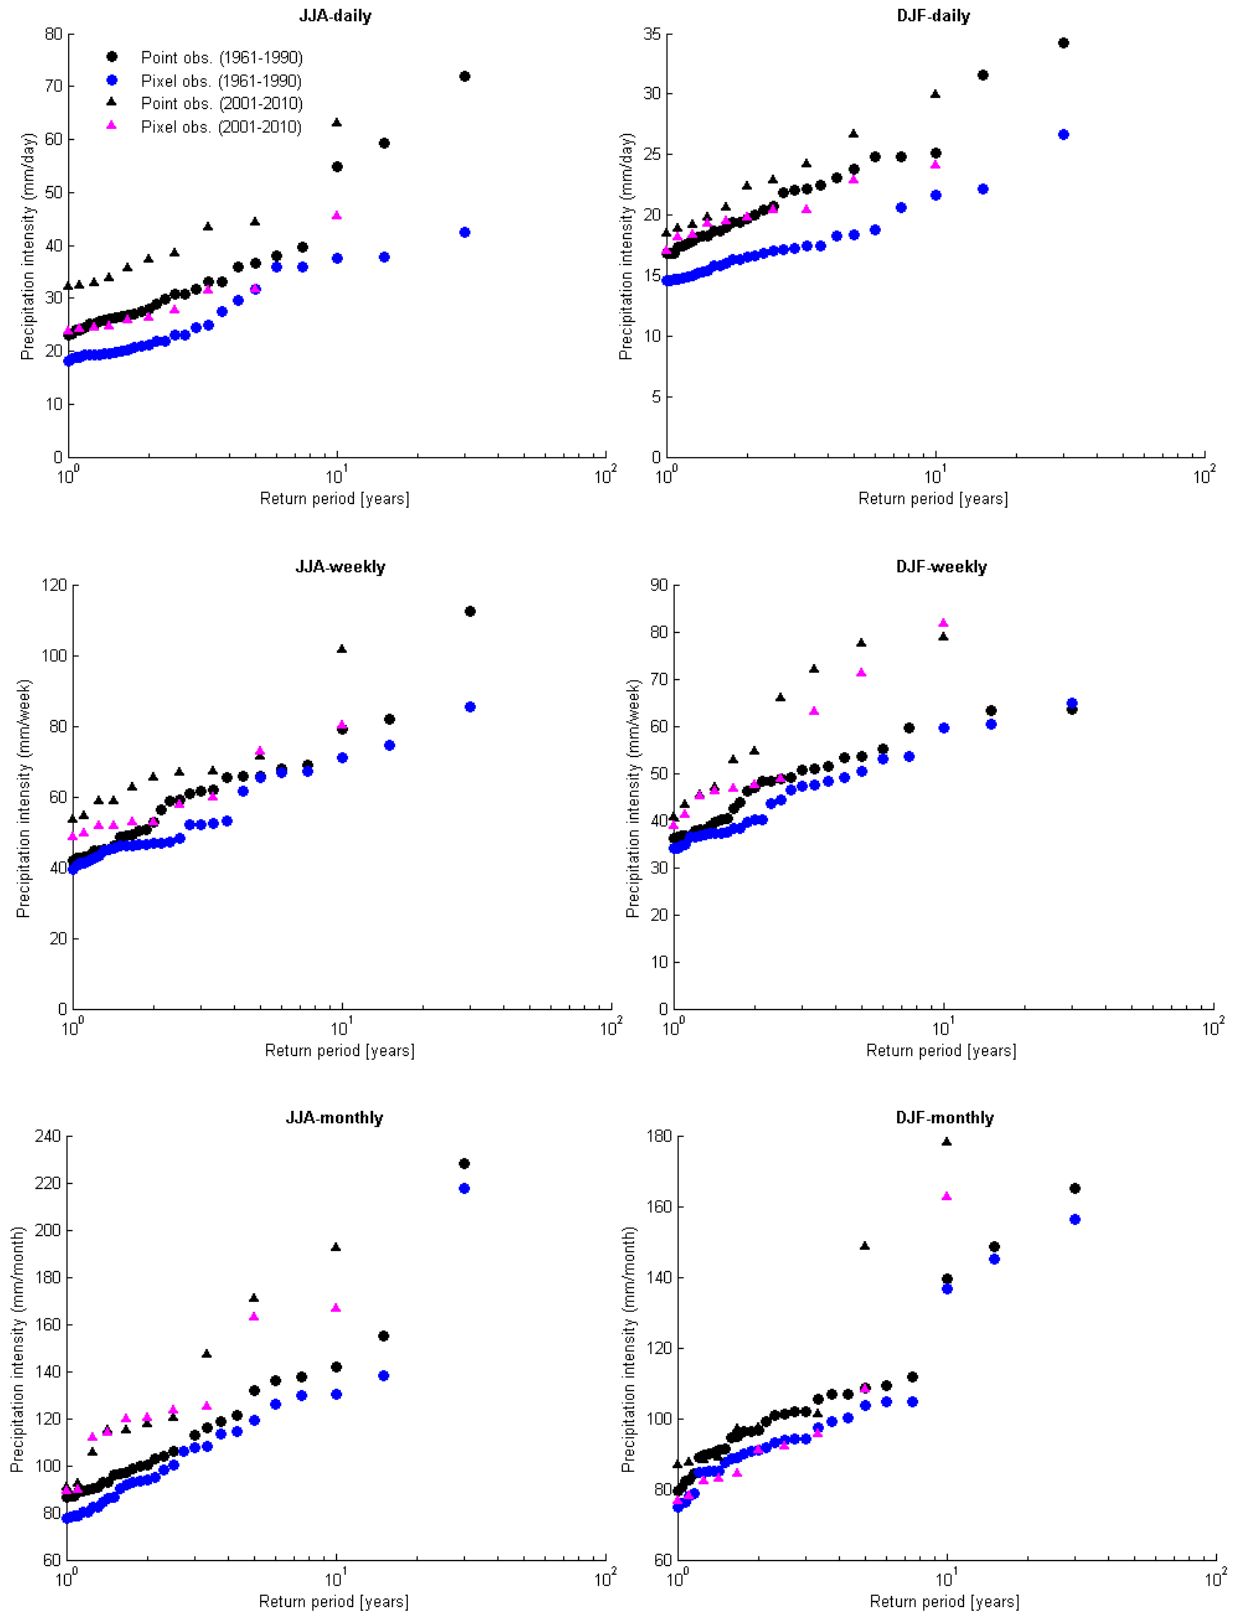 JJA-daily
80
70
60
50
40
30
20
10
0
Precipitation intensity (mm/day)
Point obs. (1961-1990)
Pixel obs. (1961-1990)
Point obs. (2001-2010)
Pixel obs. (2001-2010)
10⁰ 10¹ 10²
Return period [years]
DJF-daily
35
30
25
20
15
10
5
0
Precipitation intensity (mm/day)
10⁰ 10¹ 10²
Return period [years]
JJA-weekly
120
100
80
60
40
20
0
Precipitation intensity (mm/week)
10⁰ 10¹ 10²
Return period [years]
DJF-weekly
90
80
70
60
50
40
30
20
10
0
Precipitation intensity (mm/week)
10⁰ 10¹ 10²
Return period [years]
JJA-monthly
240
220
200
180
160
140
120
100
80
60
Precipitation intensity (mm/month)
10⁰ 10¹ 10²
Return period [years]
DJF-monthly
180
160
140
120
100
80
60
Precipitation intensity (mm/month)
10⁰ 10¹ 10²
Return period [years]